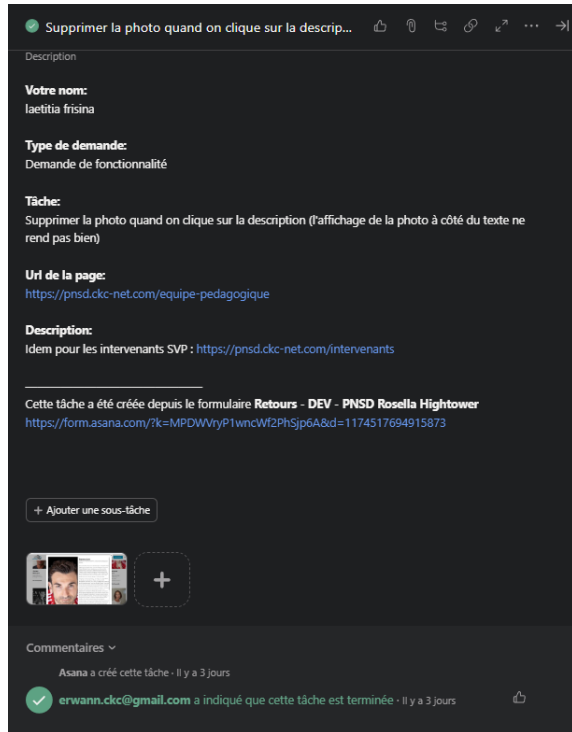 Supprimer la photo quand on clique sur la descrip...
Description
Votre nom:
laetitia frisina
Type de demande:
Demande de fonctionnalité
Tâche:
Supprimer la photo quand on clique sur la description (l'affichage de la photo à côté du texte ne
rend pas bien)
Url de la page:
https://pnsd.ckc-net.com/equipe-pedagogique
Description:
Idem pour les intervenants SVP : https://pnsd.ckc-net.com/intervenants
Cette tâche a été créée depuis le formulaire Retours - DEV - PNSD Rosella Hightower
https://form.asana.com/?k=MPDWVryP1wncWf2PhSjp6A&d=1174517694915873
+ Ajouter une sous-tâche
Commentaires
Asana a créé cette tâche · Il y a 3 jours
erwann.ckc@gmail.com a indiqué que cette tâche est terminée · Il y a 3 jours